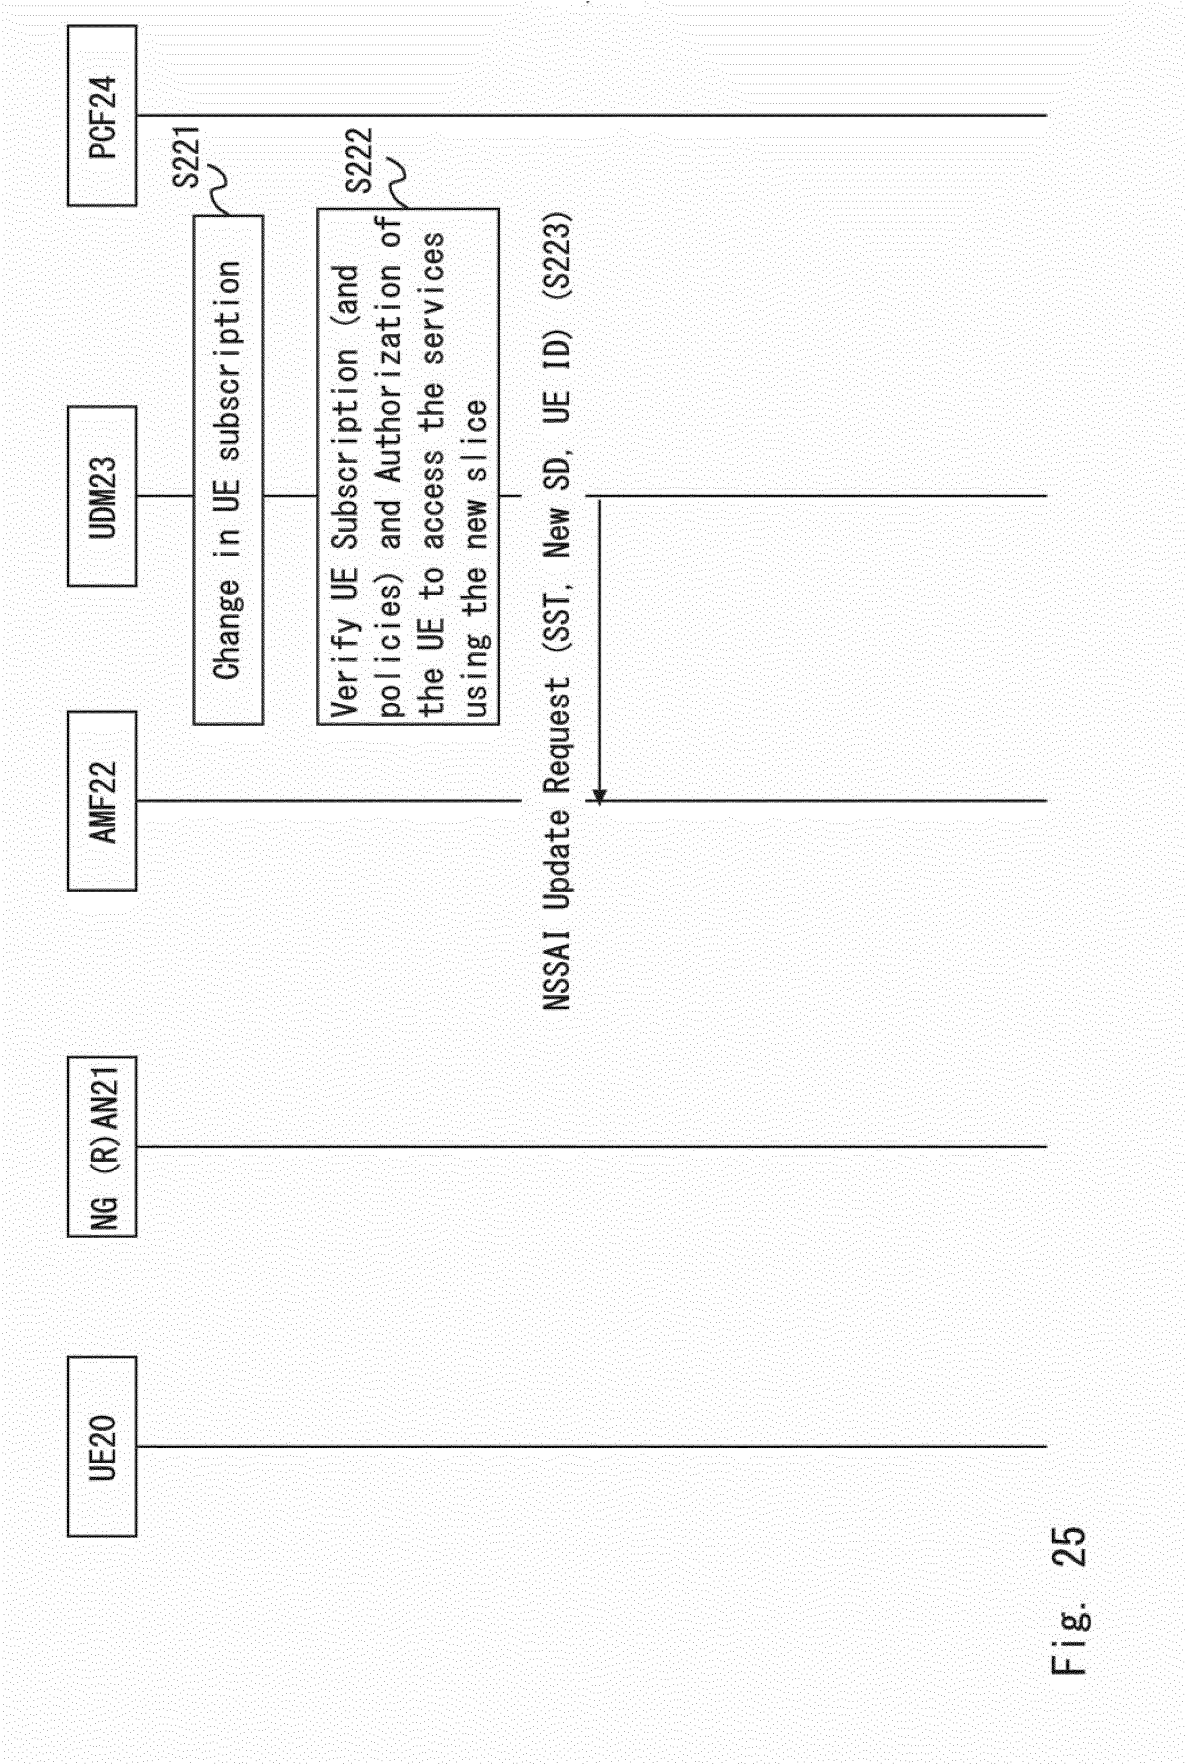 UE20
NG (R)AN21
AMF22
UDM23
PCF24
S221
Change in UE subscription
S222
Verify UE Subscription (and
policies) and Authorization of
the UE to access the services
using the new slice
NSSAI Update Request (SST, New SD, UE ID) (S223)
Fig. 25